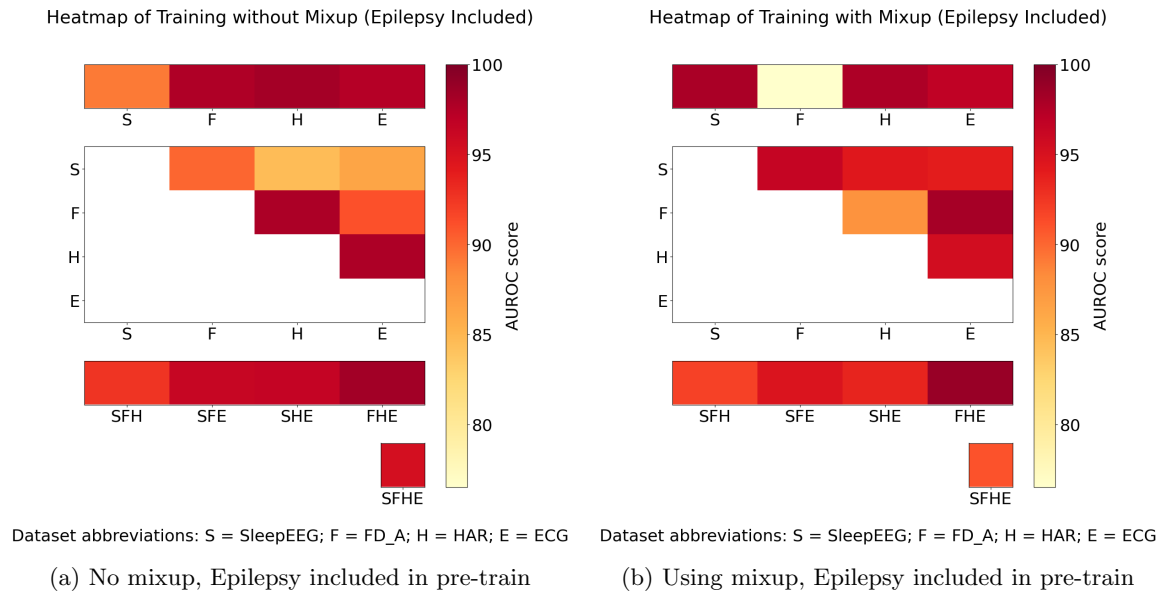 Heatmap of Training without Mixup (Epilepsy Included)
100
95
90
85
80
AUROC score
S F H E
S
F
H
E
S F H E
SFH SFE SHE FHE
SFHE
Dataset abbreviations: S = SleepEEG; F = FD_A; H = HAR; E = ECG
(a) No mixup, Epilepsy included in pre-train
Heatmap of Training with Mixup (Epilepsy Included)
100
95
90
85
80
AUROC score
S F H E
S
F
H
E
S F H E
SFH SFE SHE FHE
SFHE
Dataset abbreviations: S = SleepEEG; F = FD_A; H = HAR; E = ECG
(b) Using mixup, Epilepsy included in pre-train